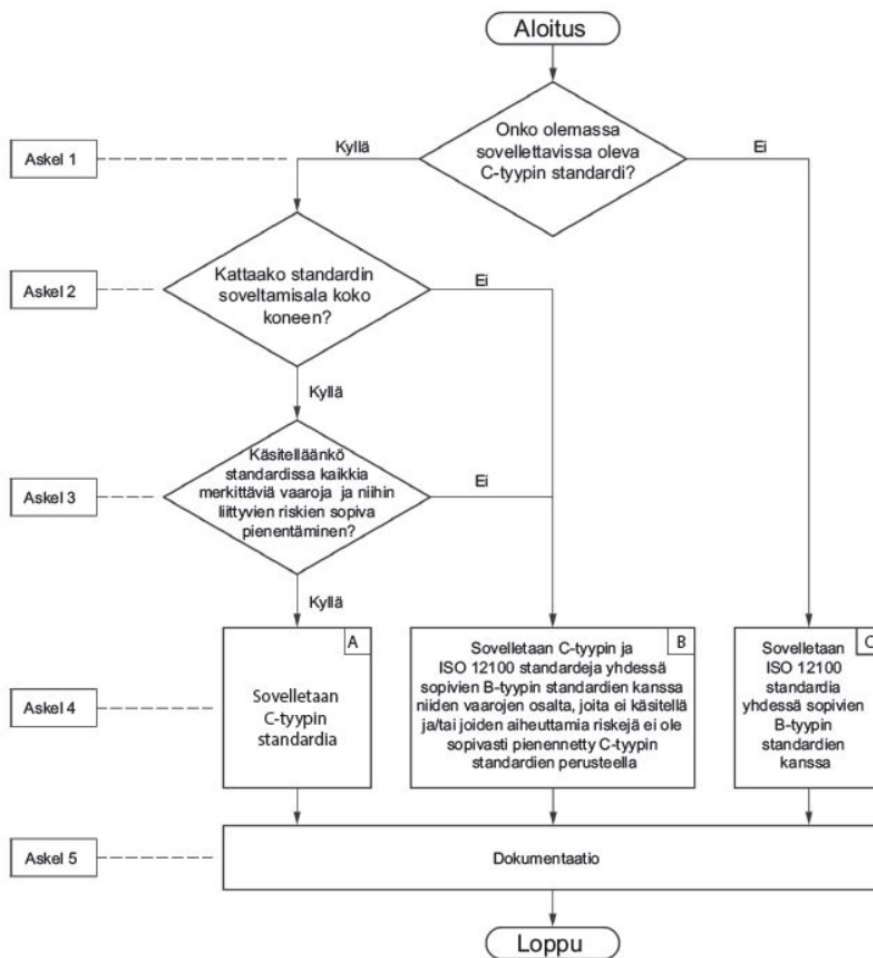 Aloitus
Askel 1
Kyllä
Onko olemassa
sovellettavissa oleva
C-tyypin standardi?
Ei
Askel 2
Kattaako standardin
soveltamisala koko
koneen?
Ei
Kyllä
Askel 3
Käsitelläänkö
standardissa kaikkia
merkittäviä vaaroja ja niihin
liittyvien riskien sopiva
pienentäminen?
Ei
Kyllä
Askel 4
A
Sovelletaan
C-tyypin
standardia
B
Sovelletaan C-tyypin ja
ISO 12100 standardeja yhdessä
sopivien B-tyypin standardien kanssa
niiden vaarojen osalta, joita ei käsitellä
ja/tai joiden aiheuttamia riskejä ei ole
sopivasti pienennetty C-tyypin
standardien perusteella
C
Sovelletaan
ISO 12100
standardia
yhdessä sopivien
B-tyypin
standardien
kanssa
Askel 5
Dokumentaatio
Loppu